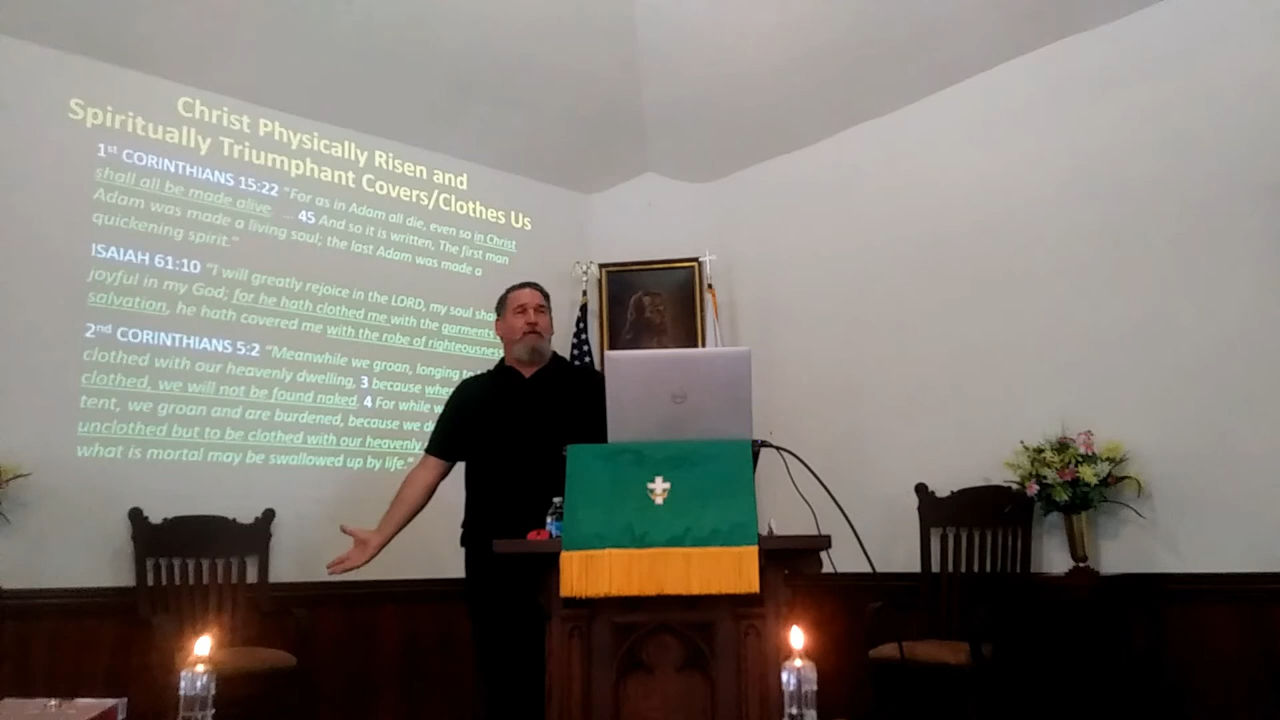 Christ Physically Risen and
Spiritually Triumphant Covers/Clothes Us
1st CORINTHIANS 15:22 "For as in Adam all die, even so in Christ
shall all be made alive. ... 45 And so it is written, The first man
Adam was made a living soul; the last Adam was made a
quickening spirit."
ISAIAH 61:10 "I will greatly rejoice in the LORD, my soul
joyful in my God; for he hath clothed me with the garments
salvation, he hath covered me with the robe of righteousness
2nd CORINTHIANS 5:2 "Meanwhile we groan, longing
clothed with our heavenly dwelling, 3 because
clothed, we will not be found naked. 4 For while
tent, we groan and are burdened, because we
unclothed but to be clothed with our heavenly
what is mortal may be swallowed up by life."